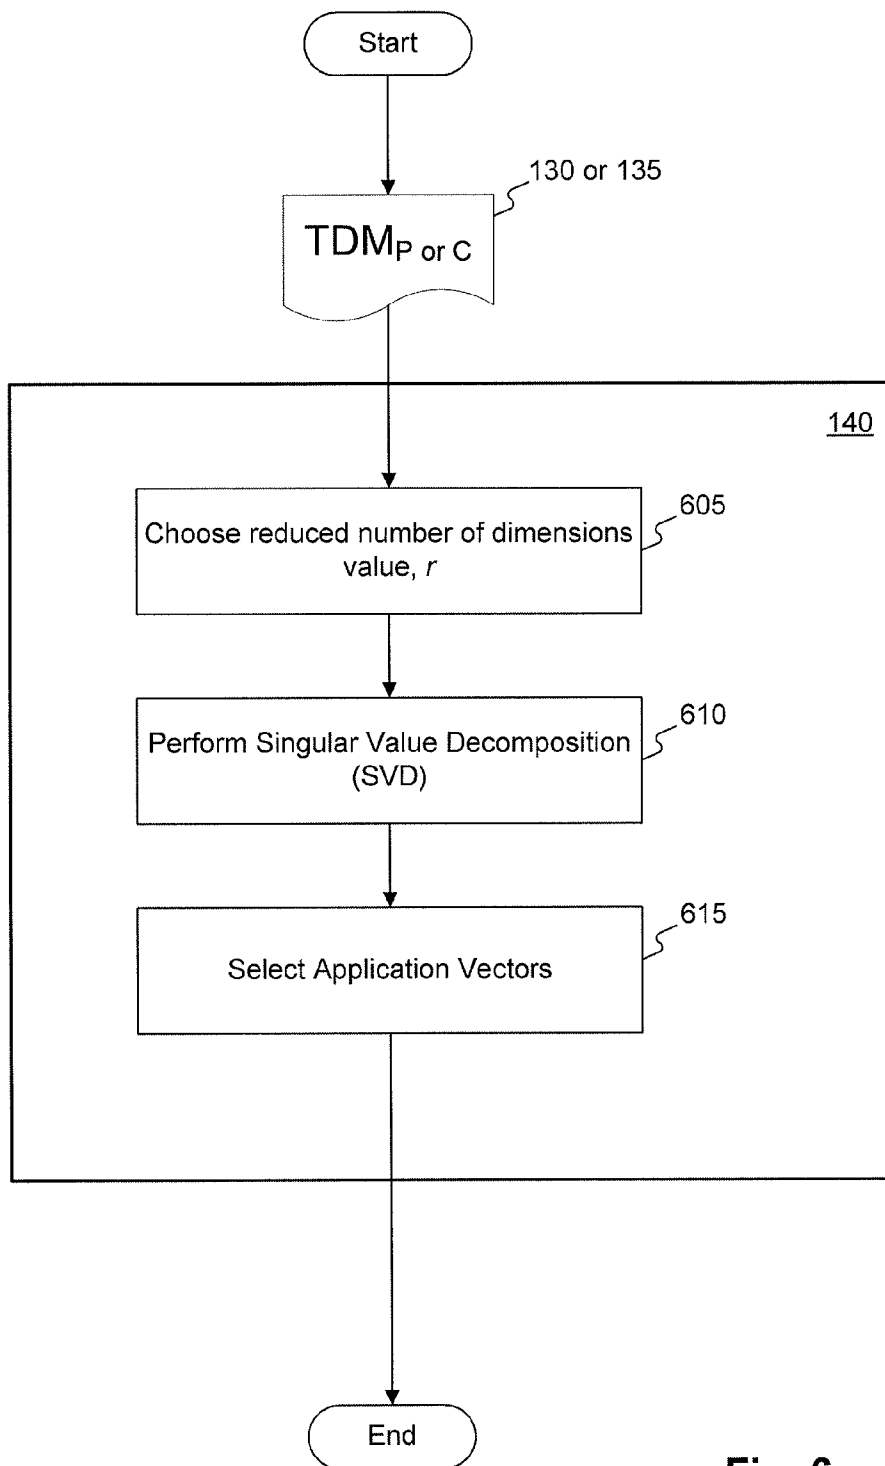 Start
130 or 135
TDMP or C
140
605
Choose reduced number of dimensions
value, r
610
Perform Singular Value Decomposition
(SVD)
615
Select Application Vectors
End